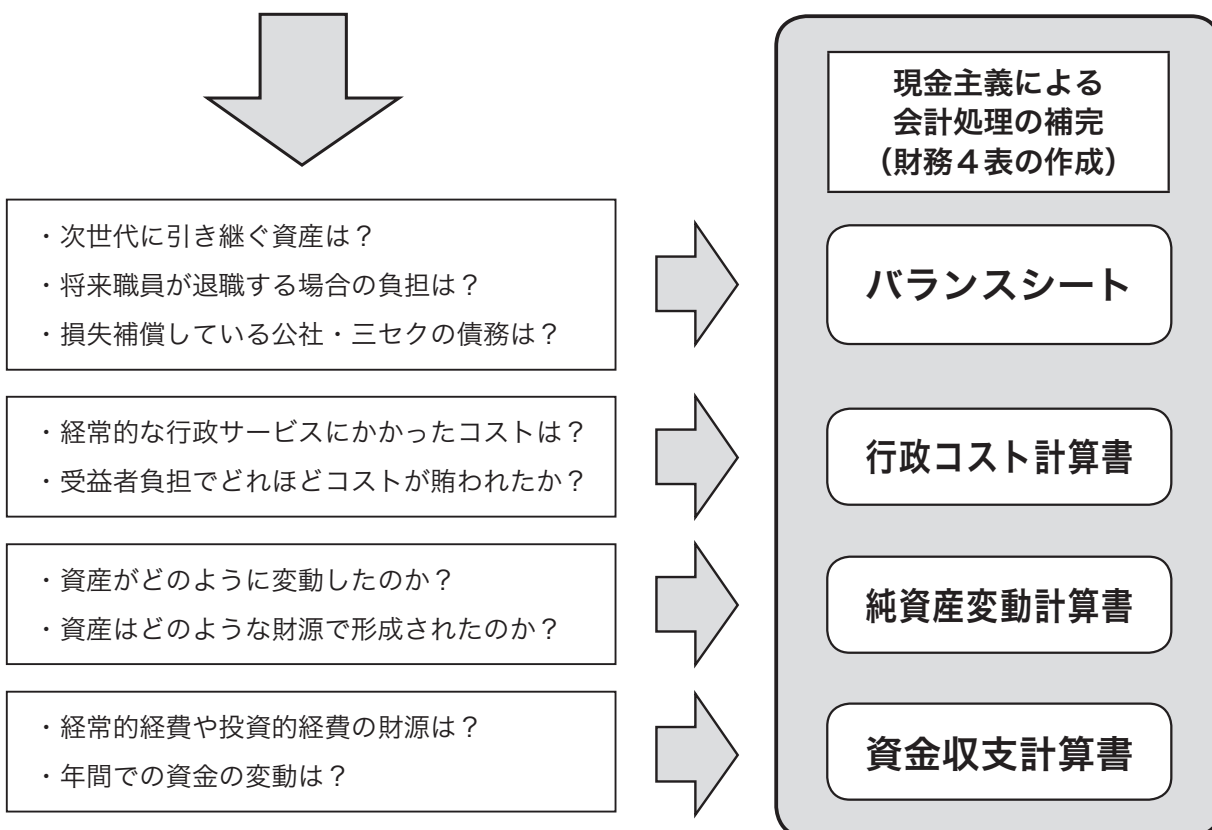 現金主義による
会計処理の補完
（財務４表の作成）
・次世代に引き継ぐ資産は？
・将来職員が退職する場合の負担は？
・損失補償している公社・三セクの債務は？
バランスシート
・経常的な行政サービスにかかったコストは？
・受益者負担でどれほどコストが賄われたか？
行政コスト計算書
・資産がどのように変動したのか？
・資産はどのような財源で形成されたのか？
純資産変動計算書
・経常的経費や投資的経費の財源は？
・年間での資金の変動は？
資金収支計算書